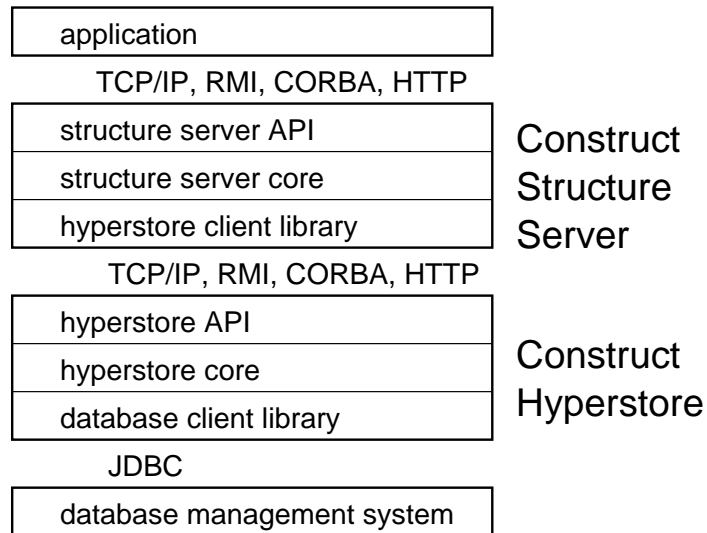 application
TCP/IP, RMI, CORBA, HTTP
structure server API
structure server core
hyperstore client library
Construct
Structure
Server
TCP/IP, RMI, CORBA, HTTP
hyperstore API
hyperstore core
database client library
Construct
Hyperstore
JDBC
database management system